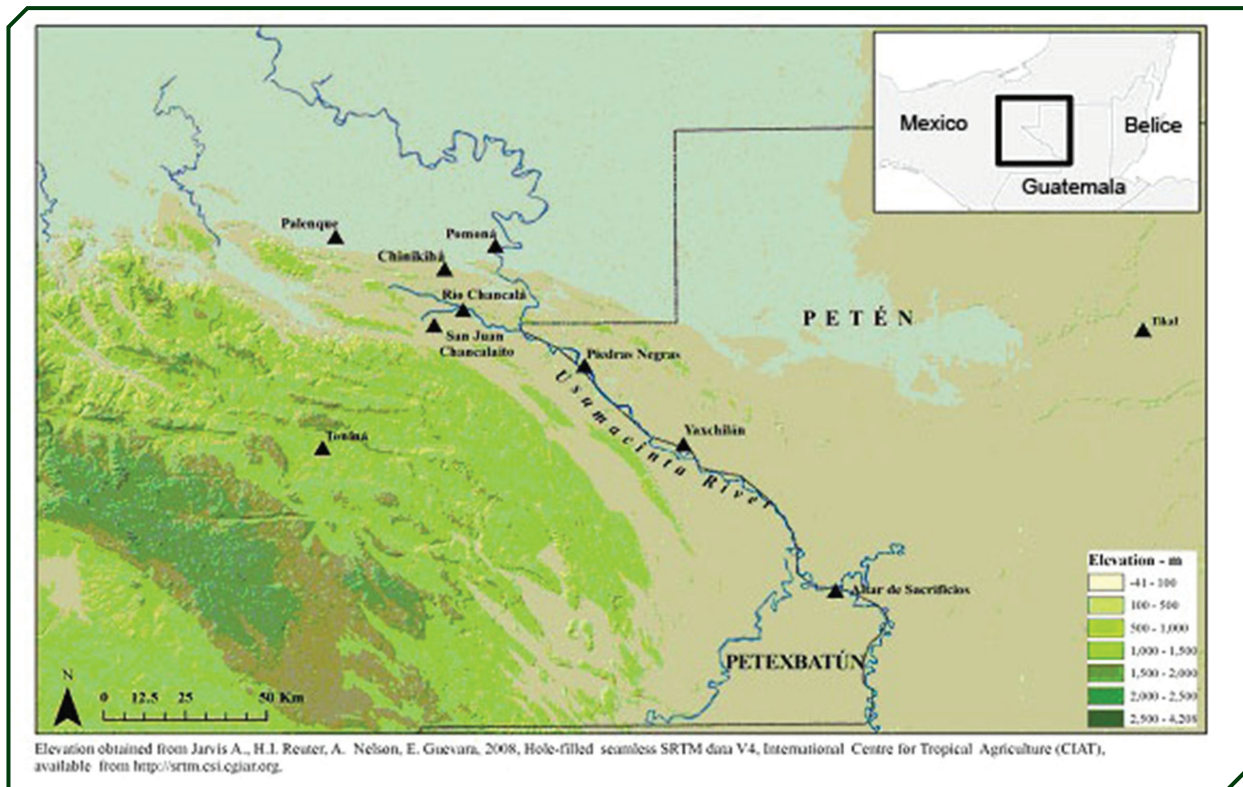 Mexico
Belice
Guatemala
Palenque
Pomoná
Chinikihá
Río Chancalá
San Juan
Chancalaito
PETÉN
Tikal
Piedras Negras
Usumacinta River
Yaxchilán
Toniná
Altar de Sacrificios
PETEXBATÚN
Elevation - m
-41 - 100
100 - 500
500 - 1,000
1,000 - 1,500
1,500 - 2,000
2,000 - 2,500
2,500 - 4,208
N
0 12.5 25 50 Km
Elevation obtained from Jarvis A., H.I. Reuter, A. Nelson, E. Guevara, 2008, Hole-filled seamless SRTM data V4, International Centre for Tropical Agriculture (CIAT),
available from http://srtm.csi.cgiar.org.